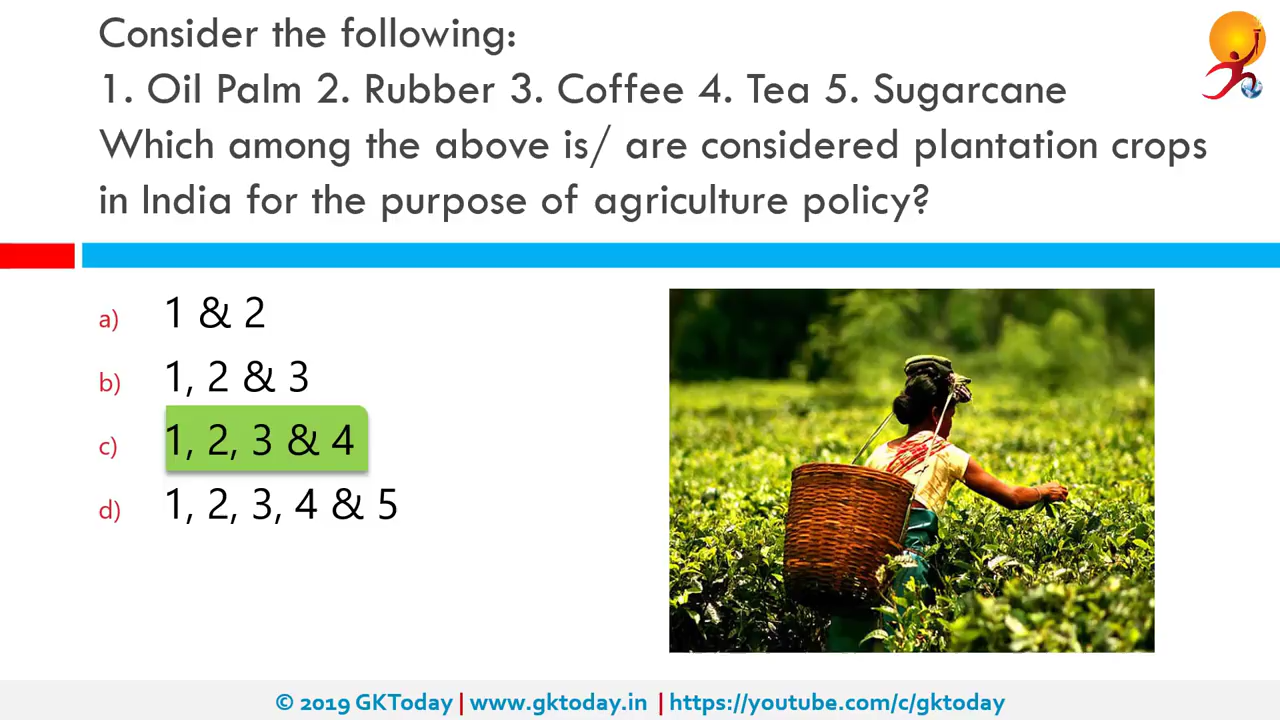 Consider the following:
1. Oil Palm 2. Rubber 3. Coffee 4. Tea 5. Sugarcane
Which among the above is/ are considered plantation crops
in India for the purpose of agriculture policy?
a) 1 & 2
b) 1, 2 & 3
c) 1, 2, 3 & 4
d) 1, 2, 3, 4 & 5
© 2019 GKToday | www.gktoday.in | https://youtube.com/c/gktoday